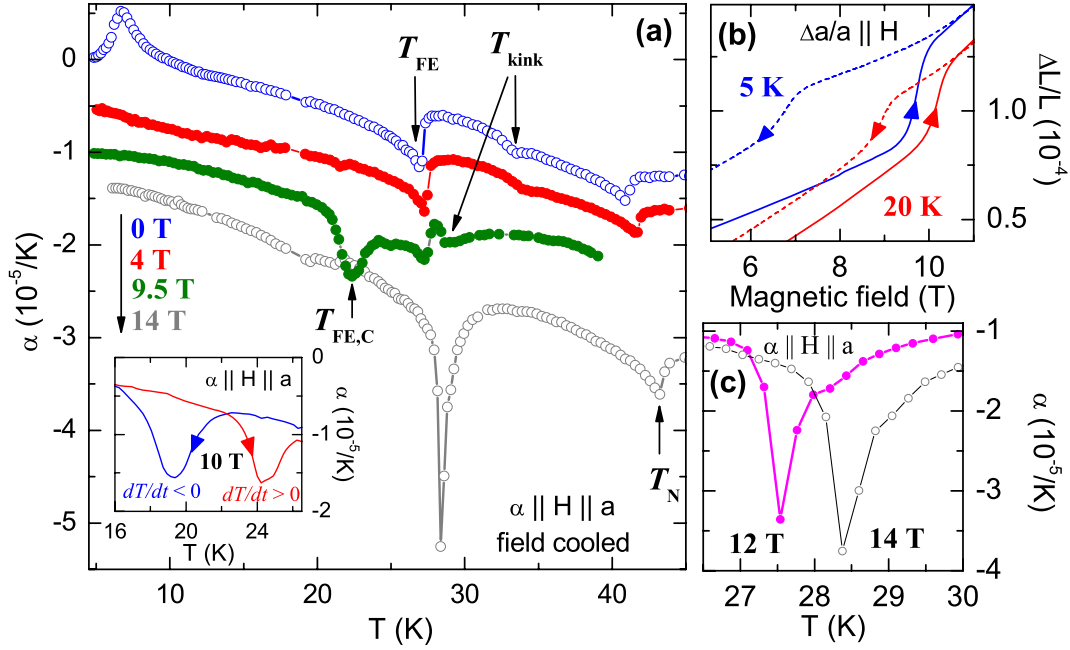 (a)
T_FE
T_kink
1
0
-1
-2
-3
-4
-5
α (10⁻⁵/K)
0 T
4 T
9.5 T
14 T
T_FE,C
T_N
α || H || a
field cooled
10
20
30
40
T (K)
α || H || a
10 T
dT/dt < 0
dT/dt > 0
0
-1
-2
α (10⁻⁵/K)
16
20
24
T (K)
(b)
Δa/a || H
5 K
20 K
1.0
0.5
ΔL/L (10⁻⁴)
6
8
10
Magnetic field (T)
(c)
α || H || a
12 T
14 T
-1
-2
-3
-4
α (10⁻⁵/K)
27
28
29
30
T (K)